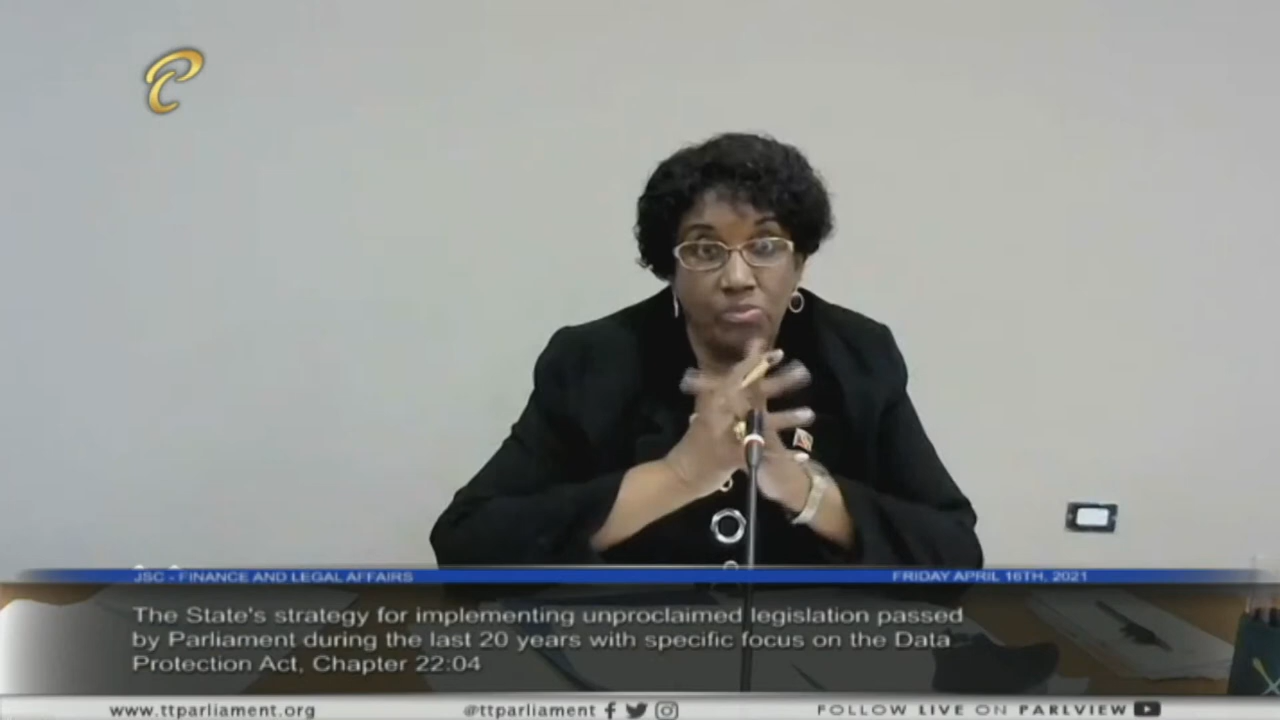 JSC - FINANCE AND LEGAL AFFAIRS
FRIDAY APRIL 16TH, 2021
The State's strategy for implementing unproclaimed legislation passed
by Parliament during the last 20 years with specific focus on the Data
Protection Act, Chapter 22:04
www.ttparliament.org
@ttparliament
FOLLOW LIVE ON PARLVIEW